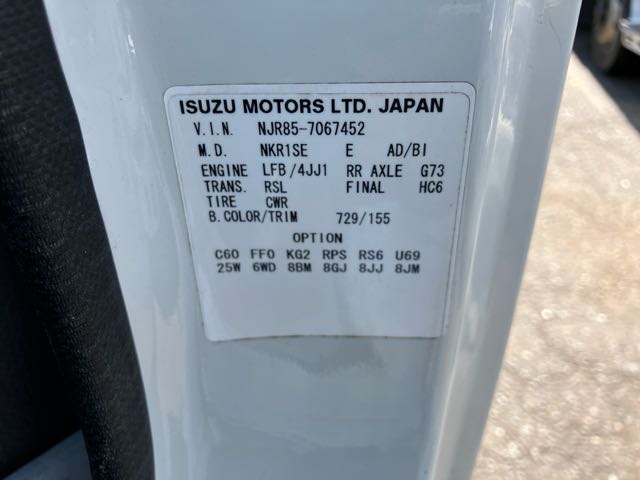 ISUZU MOTORS LTD. JAPAN
V.I.N. NJR85-7067452
M.D. NKR1SE E AD/BI
ENGINE LFB/4JJ1 RR AXLE G73
TRANS. RSL FINAL HC6
TIRE CWR
B.COLOR/TRIM 729/155
OPTION
C60 FF0 KG2 RPS RS6 U69
25W 6WD 8BM 8GJ 8JJ 8JM